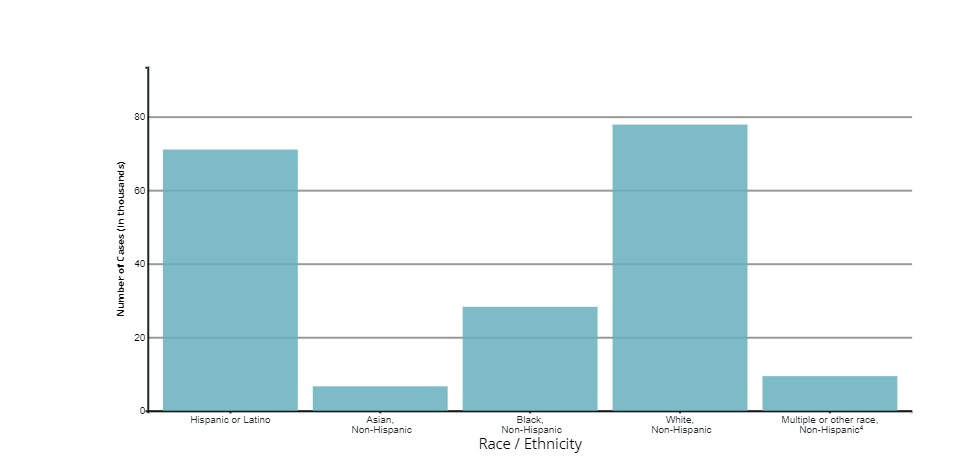 80
60
40
20
0
Number of Cases (in thousands)
Hispanic or Latino
Asian,
Non-Hispanic
Black,
Non-Hispanic
White,
Non-Hispanic
Multiple or other race,
Non-Hispanic⁴
Race / Ethnicity